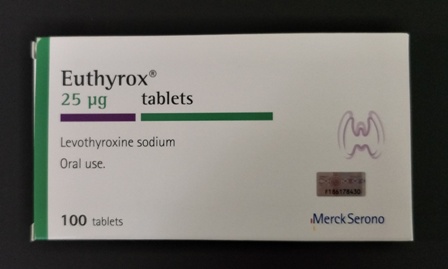 Euthyrox®
25 µg tablets
Levothyroxine sodium
Oral use.
100 tablets
MerckSerono